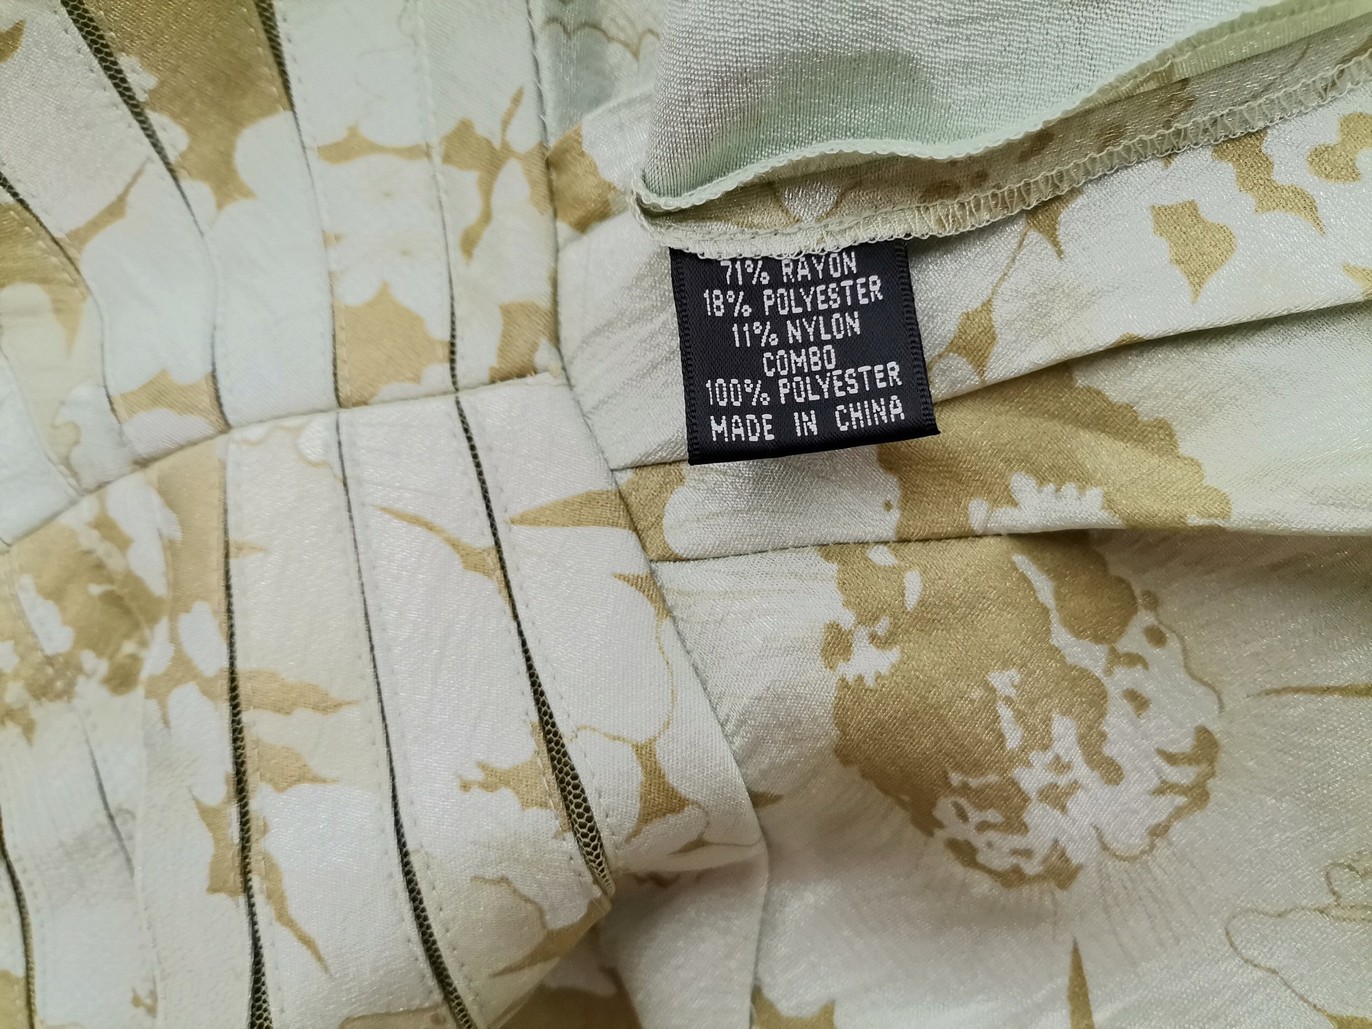 71% RAYON
18% POLYESTER
11% NYLON
COMBO
100% POLYESTER
MADE IN CHINA